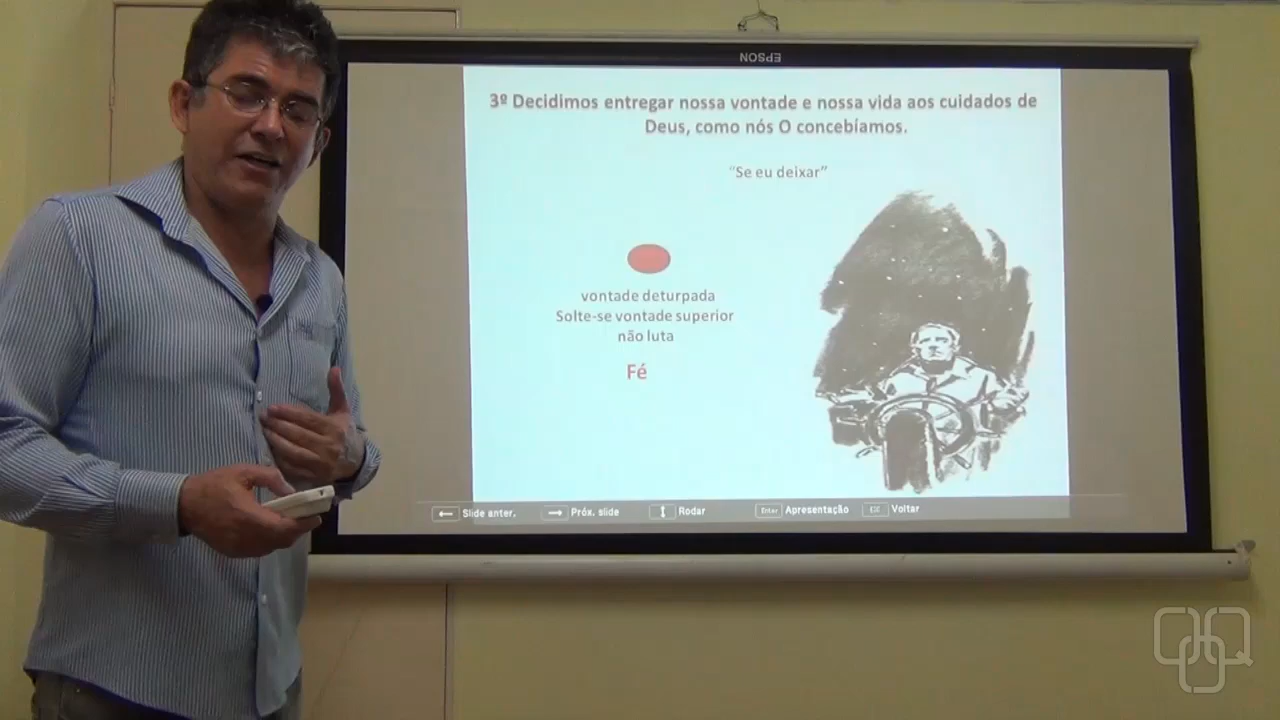 EPSON
3º Decidimos entregar nossa vontade e nossa vida aos cuidados de
Deus, como nós O concebíamos.
“Se eu deixar”
vontade deturpada
Solte-se vontade superior
não luta
Fé
Slide anter. Próx. slide Rodar Enter Apresentação Esc Voltar